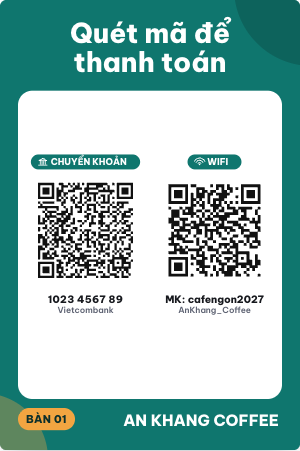 Quét mã để
thanh toán
CHUYỂN KHOẢN
WIFI
1023 4567 89
Vietcombank
MK: cafengon2027
AnKhang_Coffee
BÀN 01
AN KHANG COFFEE